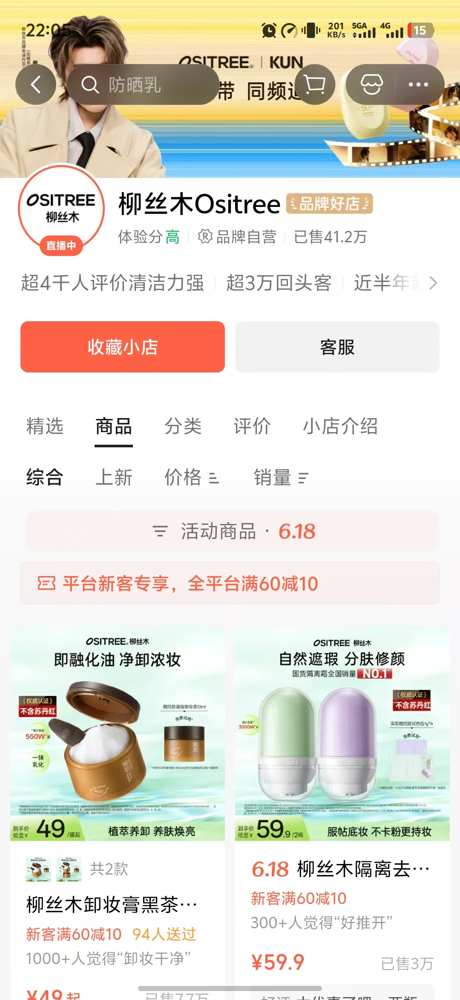 22:05
201 KB/s 5GA 4G 15
OSITREE® | KUN
防晒乳
带 同频
50
OSITREE
OSITREE
柳丝木
直播中
柳丝木Ositree 品牌好店
体验分高 品牌自营 已售41.2万
超4千人评价清洁力强 超3万回头客 近半年
收藏小店
客服
精选 商品 分类 评价 小店介绍
综合 上新 价格 销量
活动商品 · 6.18
平台新客专享，全平台满60减10
OSITREE®柳丝木
即融化油 净卸浓妆
《权威认证》
不含苏丹红
550W+
一抹
乳化
赠同款凝脂卸妆膏12ml
免费试用*
黑茶
到手价
低至¥ 49 /罐起
植萃养卸 养肤焕亮
共2款
柳丝木卸妆膏黑茶…
新客满60减10 94人送过
1000+人觉得“卸妆干净”
¥49起 已售7.7万
OSITREE 柳丝木
自然遮瑕 分肤修颜
国货隔离霜全国销量 NO.1*
《权威认证》
不含苏丹红
3000W+
买即赠同款试色包1g*4
免费试用*
OSITREE
OSITREE
到手价
低至¥ 59.9/2瓶
服帖底妆 不卡粉更持妆
6.18 柳丝木隔离去…
新客满60减10
300+人觉得“好推开”
¥59.9 已售3万